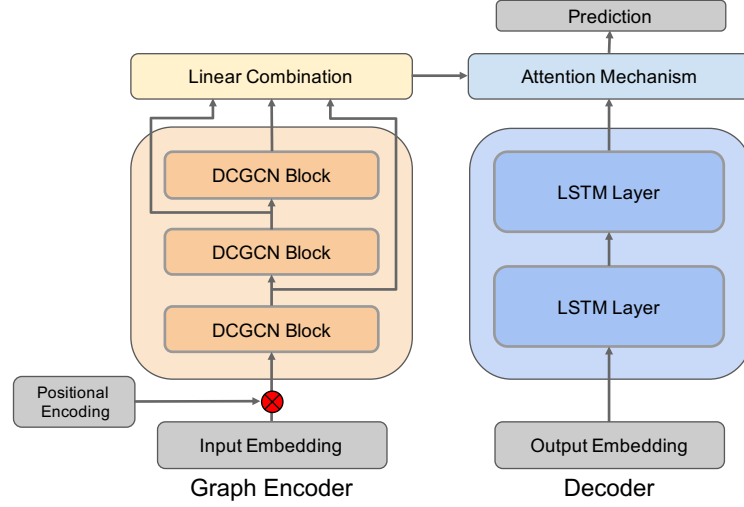 Prediction
Linear Combination
Attention Mechanism
DCGCN Block
DCGCN Block
DCGCN Block
LSTM Layer
LSTM Layer
Positional
Encoding
Input Embedding
Output Embedding
Graph Encoder
Decoder